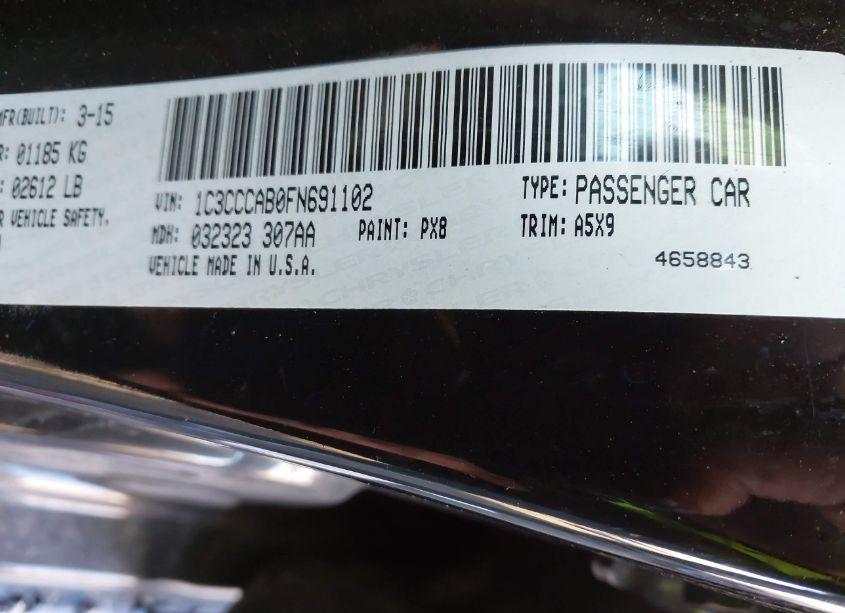 MFR(BUILT): 3-15
R: 01185 KG
: 02612 LB
R VEHICLE SAFETY.
VIN: 1C3CCCAB0FN691102
TYPE: PASSENGER CAR
MDH: 032323 307AA
PAINT: PX8
TRIM: A5X9
VEHICLE MADE IN U.S.A.
4658843
CHRYSLER